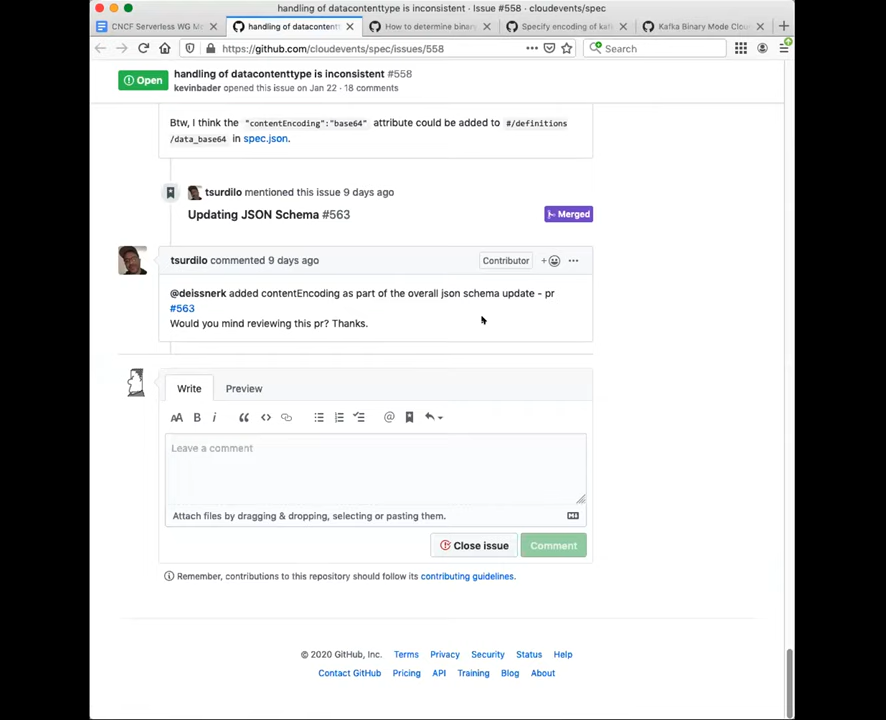 handling of datacontenttype is inconsistent · Issue #558 · cloudevents/spec
CNCF Serverless WG M
handling of datacontent
How to determine binary
Specify encoding of kaf
Kafka Binary Mode Clou
https://github.com/cloudevents/spec/issues/558
Search
Open
handling of datacontenttype is inconsistent #558
kevinbader opened this issue on Jan 22 · 18 comments
Btw, I think the "contentEncoding":"base64" attribute could be added to #/definitions
/data_base64 in spec.json.
tsurdilo mentioned this issue 9 days ago
Updating JSON Schema #563
Merged
tsurdilo commented 9 days ago
Contributor
@deissnerk added contentEncoding as part of the overall json schema update - pr
#563
Would you mind reviewing this pr? Thanks.
Write
Preview
Leave a comment
Attach files by dragging & dropping, selecting or pasting them.
Close issue
Comment
Remember, contributions to this repository should follow its contributing guidelines.
© 2020 GitHub, Inc. Terms Privacy Security Status Help
Contact GitHub Pricing API Training Blog About